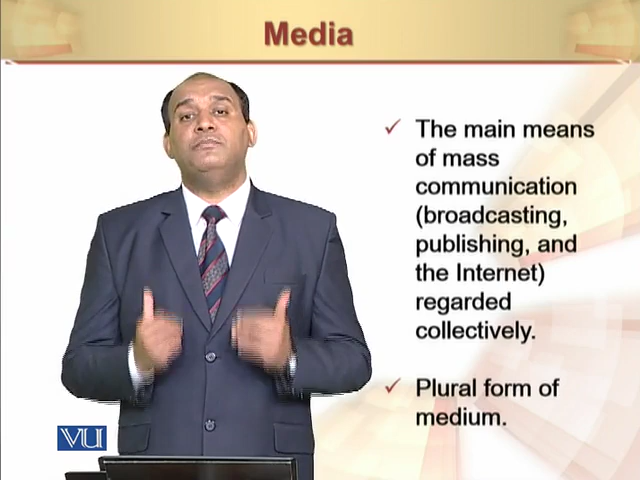 Media
The main means
of mass
communication
(broadcasting,
publishing, and
the Internet)
regarded
collectively.
Plural form of
medium.
VU